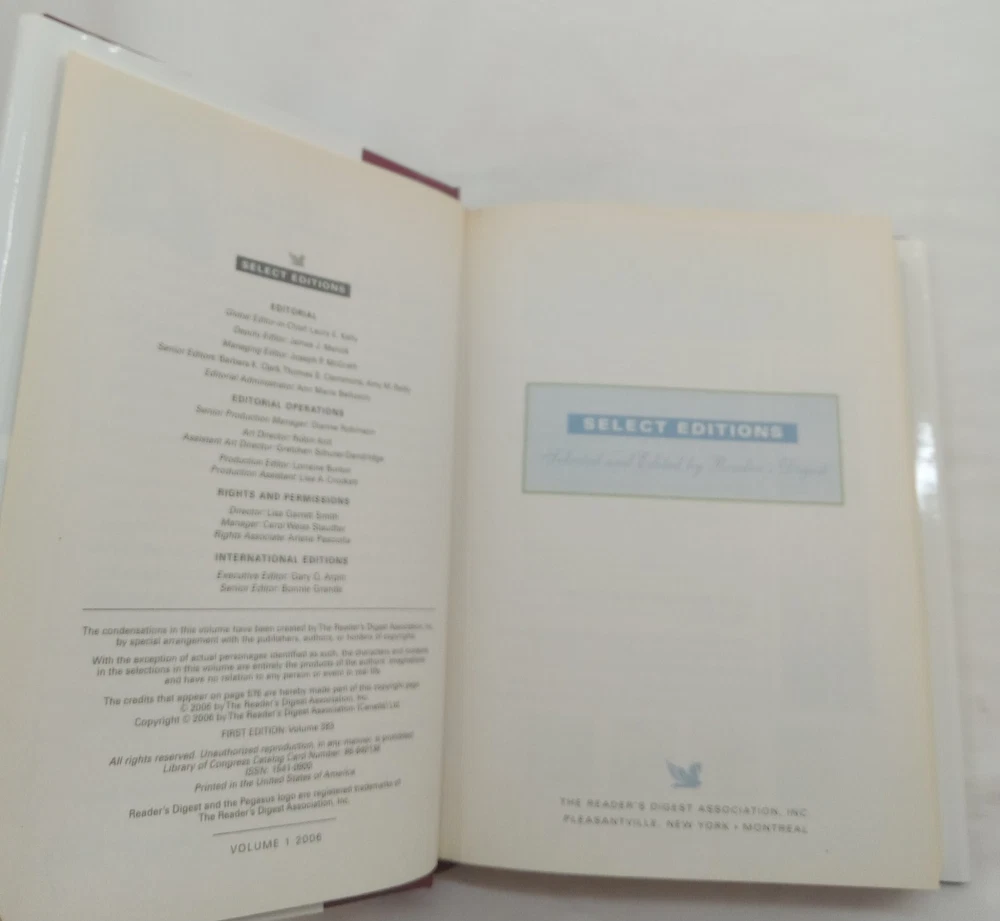 SELECT EDITIONS
EDITORIAL
Global Editor-in-Chief: Laura E. Kelly
Deputy Editor: James J. Menick
Managing Editor: Joseph P. McGrath
Senior Editors: Barbara K. Clark, Thomas S. Clemmons, Amy M. Reilly
Editorial Administrator: Ann Marie Belluscio
EDITORIAL OPERATIONS
Senior Production Manager: Dianna Robinson
Art Director: Robin Arzt
Assistant Art Director: Gretchen Schuler-Dandridge
Production Editor: Lorraine Burton
Production Assistant: Lisa A. Crockett
RIGHTS AND PERMISSIONS
Director: Lisa Garrett Smith
Manager: Carol Weiss Staudter
Rights Associate: Arlene Pasciolla
INTERNATIONAL EDITIONS
Executive Editor: Gary Q. Arpin
Senior Editor: Bonnie Grande
The condensations in this volume have been created by The Reader's Digest Association, Inc.
by special arrangement with the publishers, authors, or holders of copyrights.
With the exception of actual personages identified as such, the characters and incidents
in the selections in this volume are entirely the products of the authors' imaginations
and have no relation to any person or event in real life.
The credits that appear on page 576 are hereby made part of this copyright page.
© 2006 by The Reader's Digest Association, Inc.
Copyright © 2006 by The Reader's Digest Association (Canada) Ltd.
FIRST EDITION: Volume 283
All rights reserved. Unauthorized reproduction, in any manner, is prohibited.
Library of Congress Catalog Card Number:
ISSN: 1541-0800
Printed in the United States of America
Reader's Digest and the Pegasus logo are registered trademarks of
The Reader's Digest Association, Inc.
VOLUME 1 2006
SELECT EDITIONS
Selected and Edited by Reader's Digest
THE READER'S DIGEST ASSOCIATION, INC.
PLEASANTVILLE, NEW YORK • MONTREAL